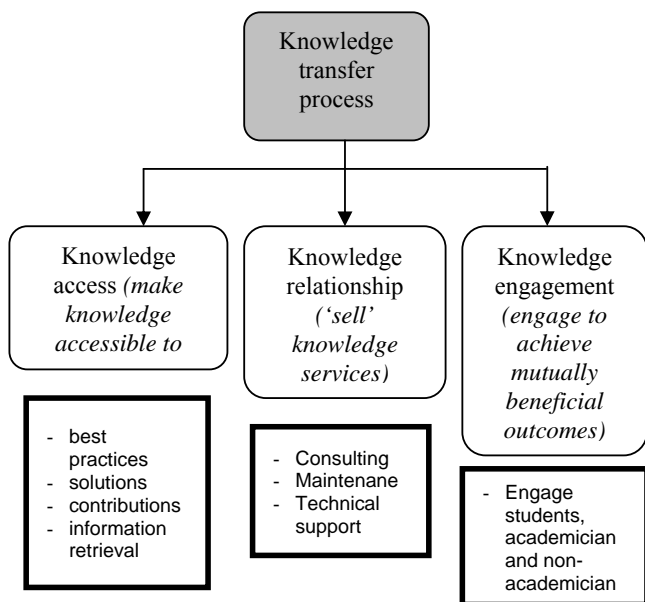 Knowledge
transfer
process
Knowledge
access (make
knowledge
accessible to
Knowledge
relationship
(‘sell’
knowledge
services)
Knowledge
engagement
(engage to
achieve
mutually
beneficial
outcomes)
- best
practices
- solutions
- contributions
- information
retrieval
- Consulting
- Maintenane
- Technical
support
- Engage
students,
academician
and non-
academician